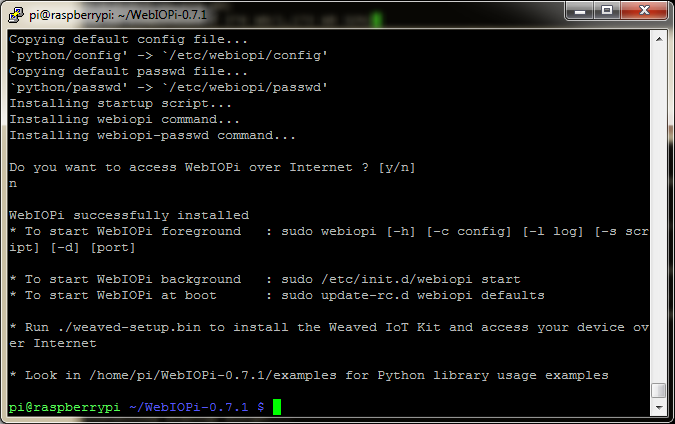 pi@raspberrypi: ~/WebIOPi-0.7.1
Copying default config file...
`python/config' -> `/etc/webiopi/config'
Copying default passwd file...
`python/passwd' -> `/etc/webiopi/passwd'
Installing startup script...
Installing webiopi command...
Installing webiopi-passwd command...
Do you want to access WebIOPi over Internet ? [y/n]
n
WebIOPi successfully installed
* To start WebIOPi foreground   : sudo webiopi [-h] [-c config] [-l log] [-s scr
ipt] [-d] [port]
* To start WebIOPi background   : sudo /etc/init.d/webiopi start
* To start WebIOPi at boot      : sudo update-rc.d webiopi defaults
* Run ./weaved-setup.bin to install the Weaved IoT Kit and access your device ov
er Internet
* Look in /home/pi/WebIOPi-0.7.1/examples for Python library usage examples
pi@raspberrypi ~/WebIOPi-0.7.1 $